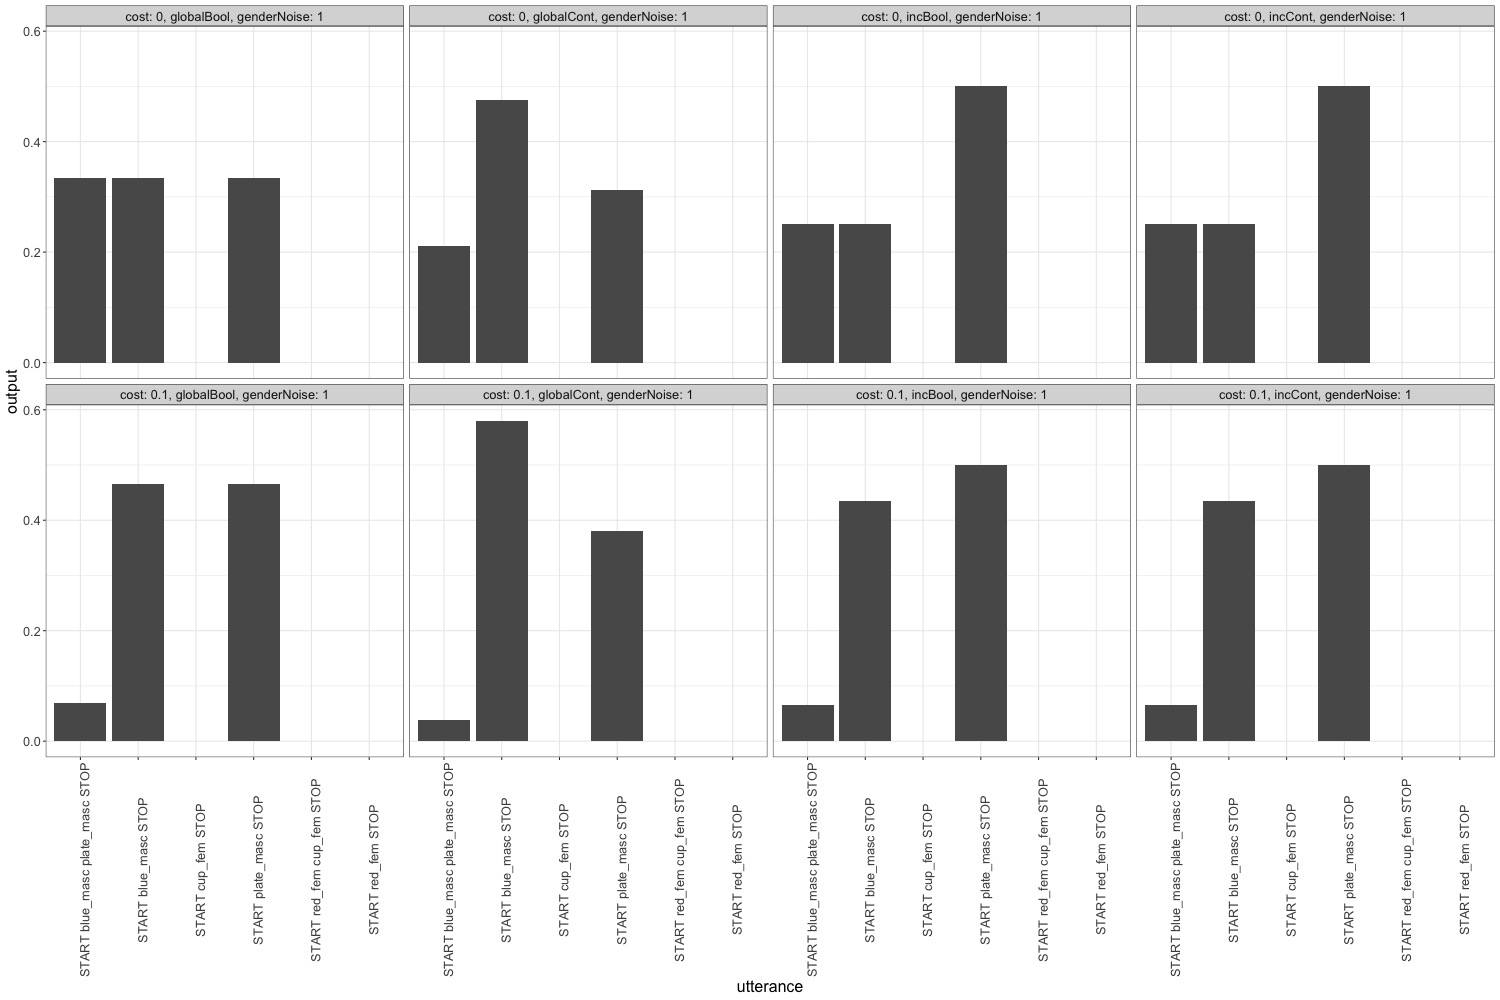 cost: 0, globalBool, genderNoise: 1
cost: 0, globalCont, genderNoise: 1
cost: 0, incBool, genderNoise: 1
cost: 0, incCont, genderNoise: 1
0.6
0.4
0.2
0.0
output
cost: 0.1, globalBool, genderNoise: 1
cost: 0.1, globalCont, genderNoise: 1
cost: 0.1, incBool, genderNoise: 1
cost: 0.1, incCont, genderNoise: 1
0.6
0.4
0.2
0.0
START blue_masc plate_masc STOP
START blue_masc STOP
START cup_fem STOP
START plate_masc STOP
START red_fem cup_fem STOP
START red_fem STOP
START blue_masc plate_masc STOP
START blue_masc STOP
START cup_fem STOP
START plate_masc STOP
START red_fem cup_fem STOP
START red_fem STOP
START blue_masc plate_masc STOP
START blue_masc STOP
START cup_fem STOP
START plate_masc STOP
START red_fem cup_fem STOP
START red_fem STOP
START blue_masc plate_masc STOP
START blue_masc STOP
START cup_fem STOP
START plate_masc STOP
START red_fem cup_fem STOP
START red_fem STOP
utterance